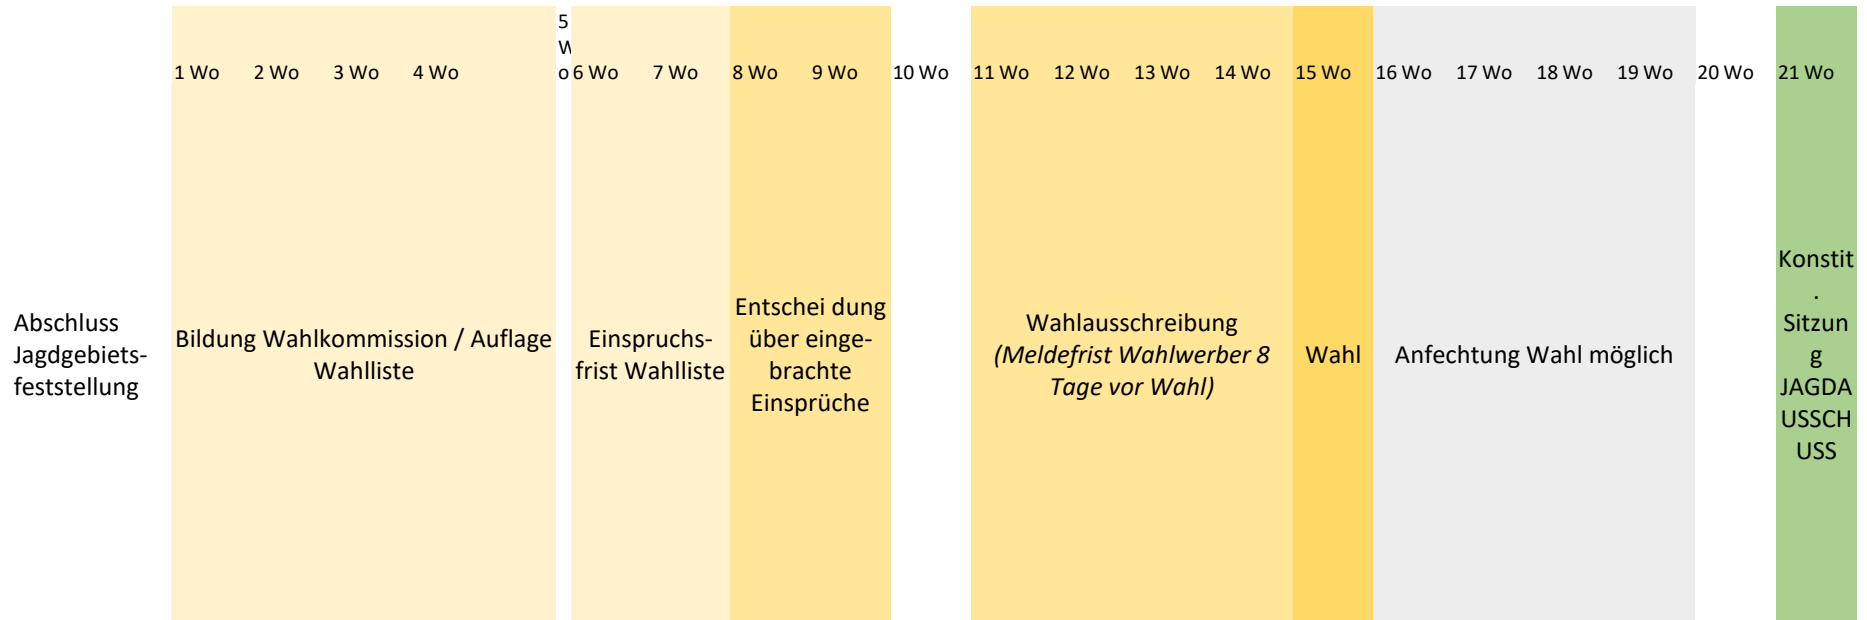 1 Wo 2 Wo 3 Wo 4 Wo 5 Wo 6 Wo 7 Wo 8 Wo 9 Wo 10 Wo 11 Wo 12 Wo 13 Wo 14 Wo 15 Wo 16 Wo 17 Wo 18 Wo 19 Wo 20 Wo 21 Wo
Abschluss
Jagdgebiets-
feststellung
Bildung Wahlkommission / Auflage
Wahlliste
Einspruchs-
frist Wahlliste
Entschei dung
über einge-
brachte
Einsprüche
Wahlausschreibung
(Meldefrist Wahlwerber 8
Tage vor Wahl)
Wahl
Anfechtung Wahl möglich
Konstit
.
Sitzun
g
JAGDA
USSCH
USS